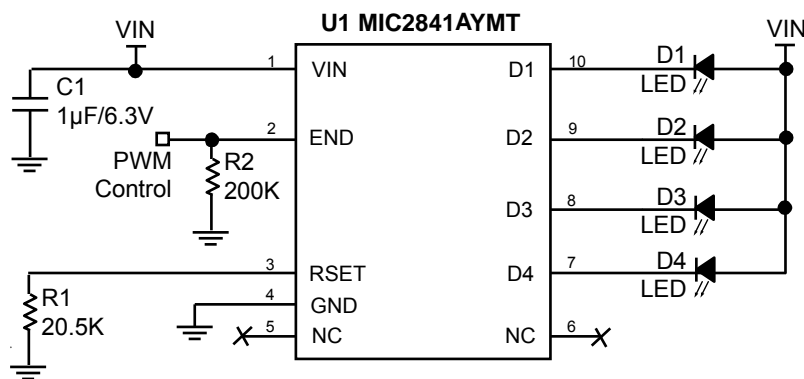 U1 MIC2841AYMT
VIN
VIN
C1
1µF/6.3V
1
VIN
D1
10
D1
LED
PWM
Control
2
END
R2
200K
D2
9
D2
LED
D3
8
D3
LED
3
RSET
D4
7
D4
LED
R1
20.5K
4
GND
5
NC
NC
6